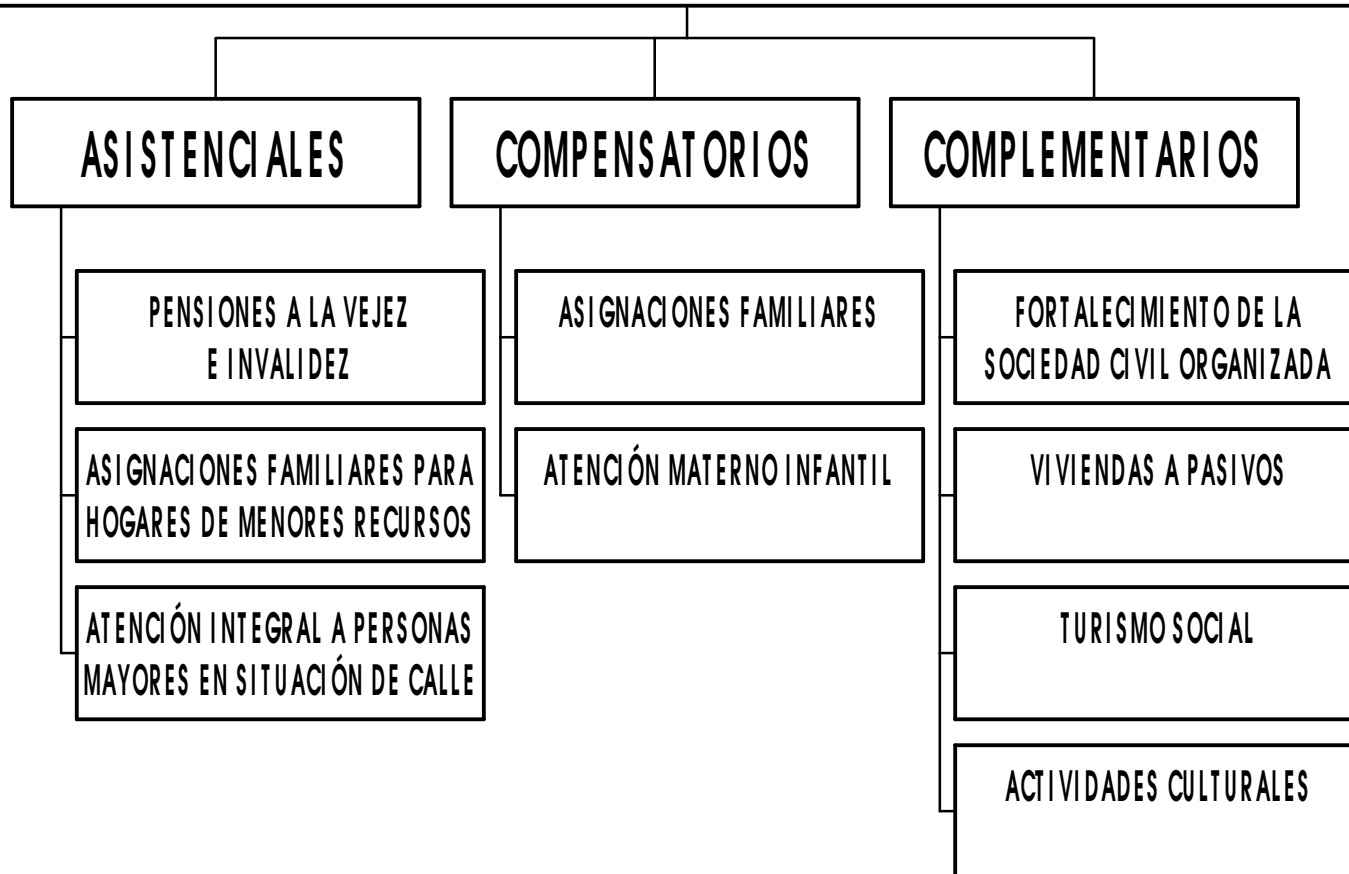 ASISTENCIALES
PENSIONES A LA VEJEZ
E INVALIDEZ
ASIGNACIONES FAMILIARES PARA
HOGARES DE MENORES RECURSOS
ATENCIÓN INTEGRAL A PERSONAS
MAYORES EN SITUACIÓN DE CALLE
COMPENSATORIOS
ASIGNACIONES FAMILIARES
ATENCIÓN MATERNO INFANTIL
COMPLEMENTARIOS
FORTALECIMIENTO DE LA
SOCIEDAD CIVIL ORGANIZADA
VIVIENDAS A PASIVOS
TURISMO SOCIAL
ACTIVIDADES CULTURALES